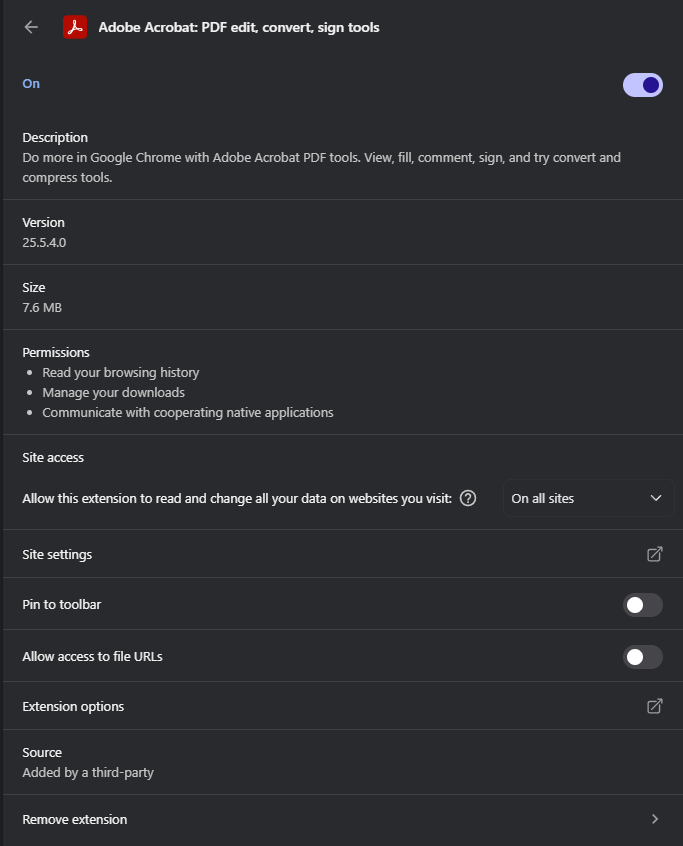 Adobe Acrobat: PDF edit, convert, sign tools
On
Description
Do more in Google Chrome with Adobe Acrobat PDF tools. View, fill, comment, sign, and try convert and
compress tools.
Version
25.5.4.0
Size
7.6 MB
Permissions
Read your browsing history
Manage your downloads
Communicate with cooperating native applications
Site access
Allow this extension to read and change all your data on websites you visit: On all sites
Site settings
Pin to toolbar
Allow access to file URLs
Extension options
Source
Added by a third-party
Remove extension